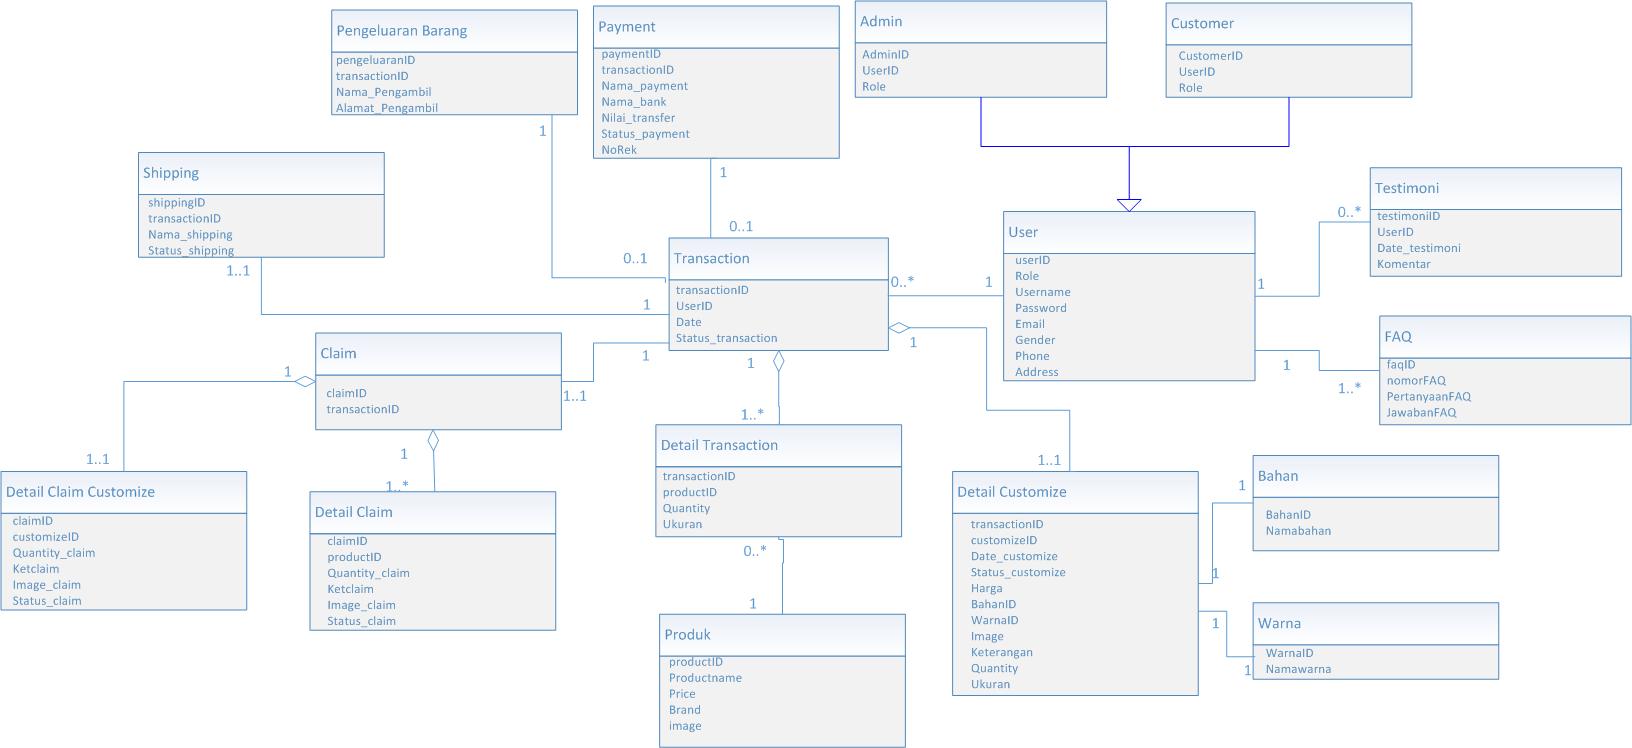 Pengeluaran Barang
pengeluaranID
transactionID
Nama_Pengambil
Alamat_Pengambil
1
Payment
paymentID
transactionID
Nama_payment
Nama_bank
Nilai_transfer
Status_payment
NoRek
1
Admin
AdminID
UserID
Role
Customer
CustomerID
UserID
Role
Shipping
shippingID
transactionID
Nama_shipping
Status_shipping
1..1
0..1
0..1
Transaction
transactionID
UserID
Date
Status_transaction
1
1
0..*
1
1
1
User
userID
Role
Username
Password
Email
Gender
Phone
Address
1
1
Testimoni
testimoniID
UserID
Date_testimoni
Komentar
0..*
FAQ
faqID
nomorFAQ
PertanyaanFAQ
JawabanFAQ
1..*
Claim
claimID
transactionID
1
1..1
1
1..1
Detail Claim Customize
claimID
customizeID
Quantity_claim
Ketclaim
Image_claim
Status_claim
1..*
Detail Claim
claimID
productID
Quantity_claim
Ketclaim
Image_claim
Status_claim
1..*
Detail Transaction
transactionID
productID
Quantity
Ukuran
0..*
1
Produk
productID
Productname
Price
Brand
image
1..1
Detail Customize
transactionID
customizeID
Date_customize
Status_customize
Harga
BahanID
WarnaID
Image
Keterangan
Quantity
Ukuran
1
1
Bahan
BahanID
Namabahan
1
1
Warna
WarnaID
Namawarna